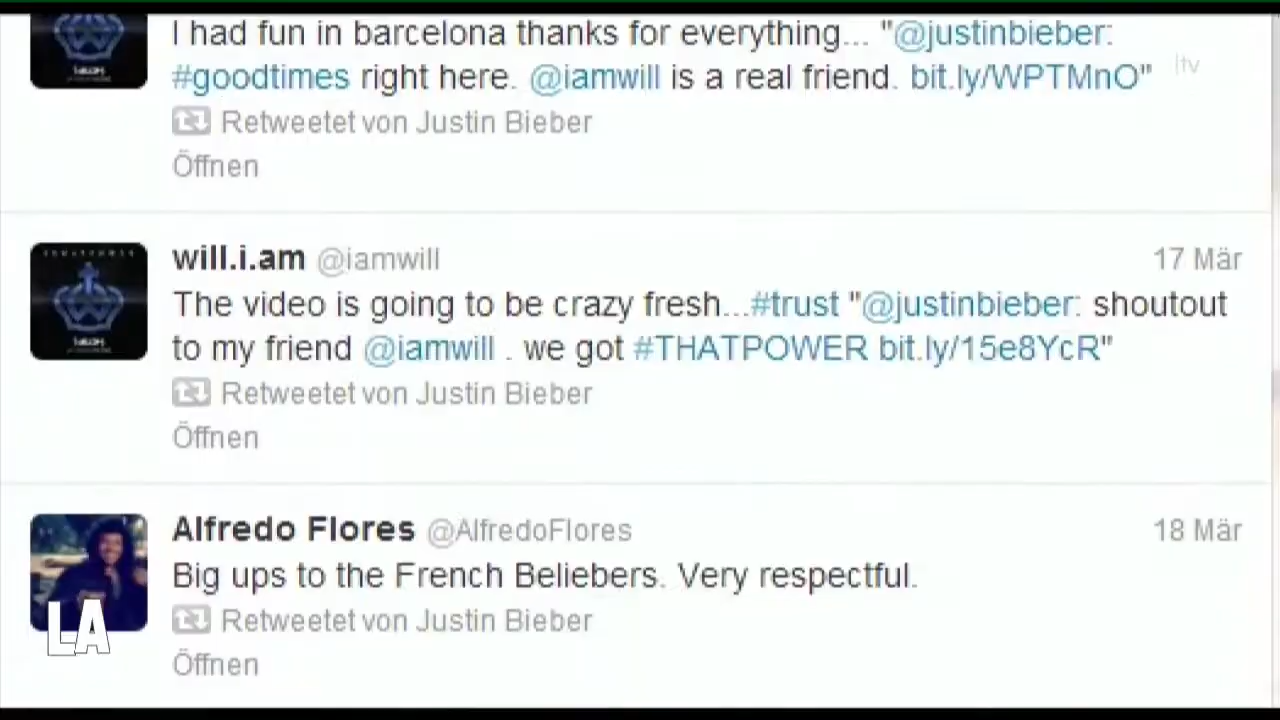 I had fun in barcelona thanks for everything... "@justinbieber:
#goodtimes right here. @iamwill is a real friend. bit.ly/WPTMnO"
ltv
Retweetet von Justin Bieber
Öffnen
will.i.am @iamwill 17 Mär
The video is going to be crazy fresh...#trust "@justinbieber: shoutout
to my friend @iamwill . we got #THATPOWER bit.ly/15e8YcR"
Retweetet von Justin Bieber
Öffnen
Alfredo Flores @AlfredoFlores 18 Mär
Big ups to the French Beliebers. Very respectful.
Retweetet von Justin Bieber
Öffnen
LA